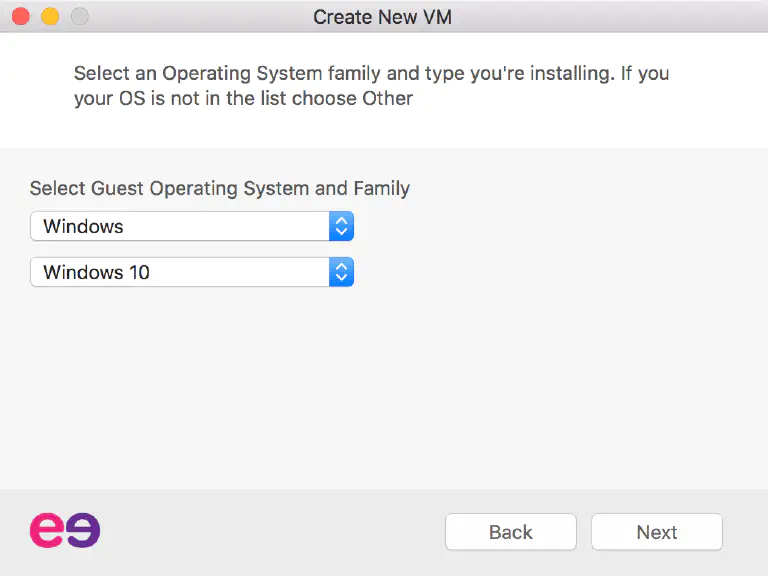 Create New VM
Select an Operating System family and type you're installing. If you
your OS is not in the list choose Other
Select Guest Operating System and Family
Windows
Windows 10
Back
Next